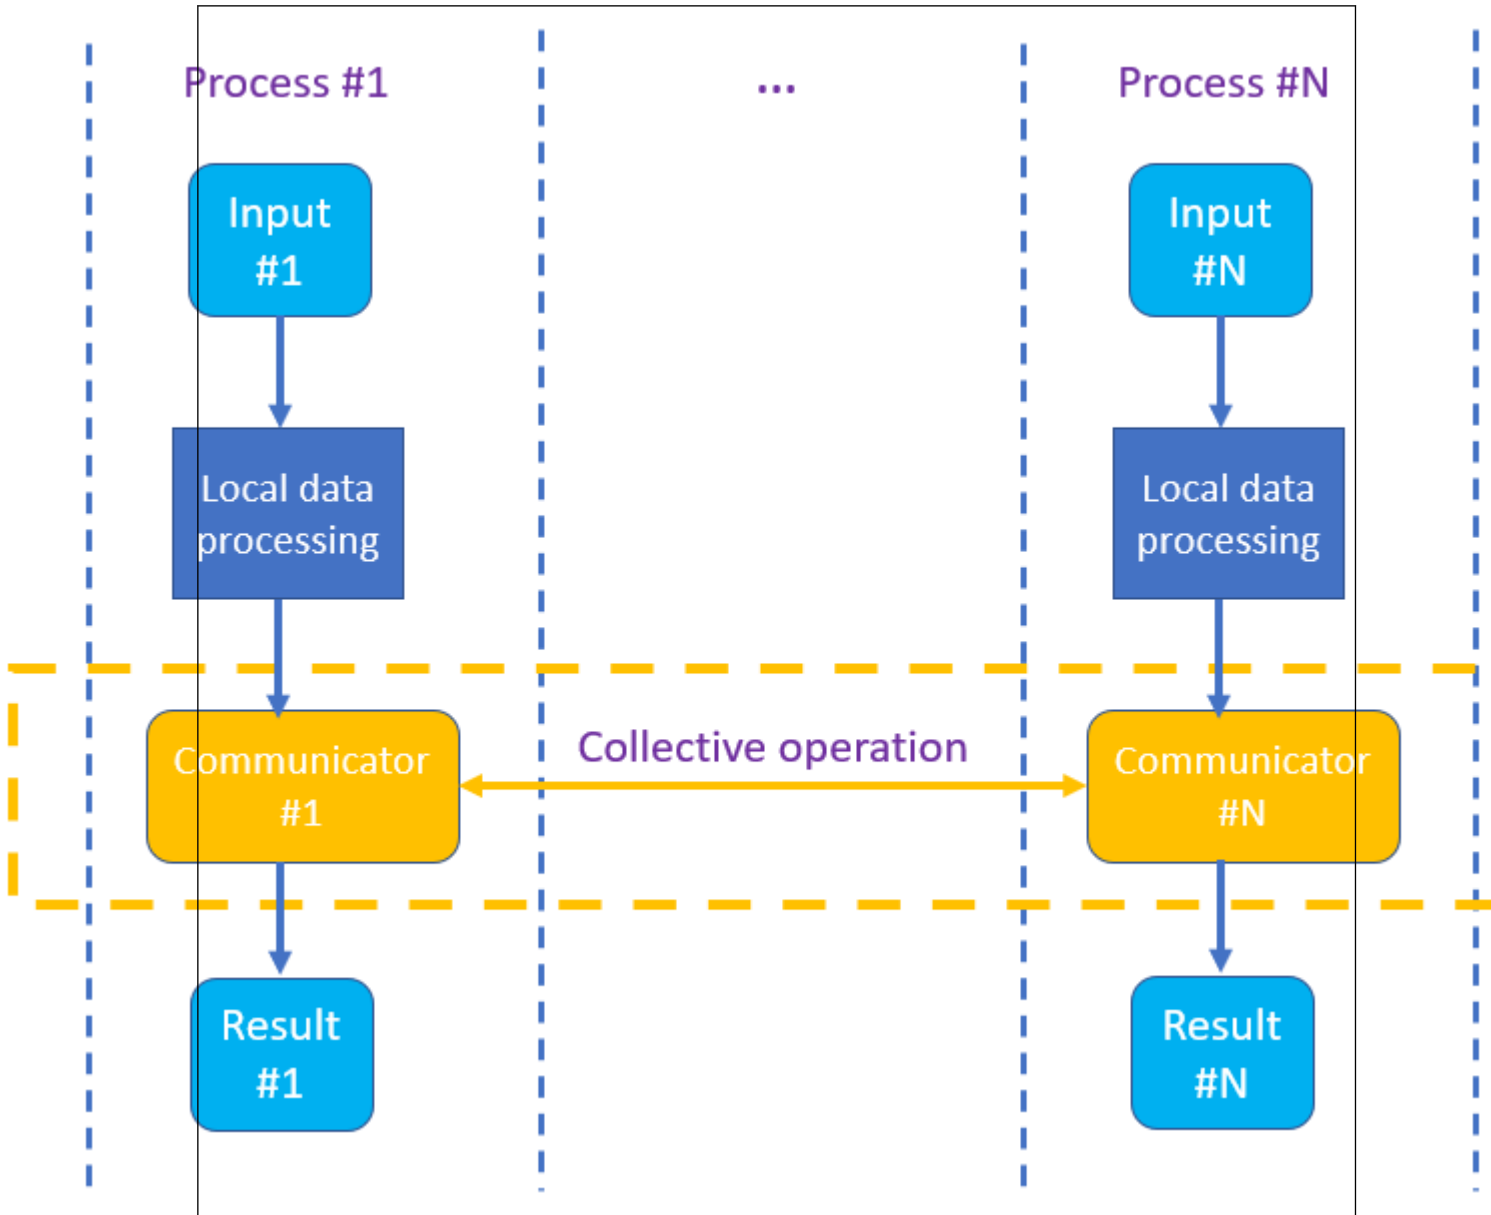 Process #1
...
Process #N
Input
#1
Input
#N
Local data
processing
Local data
processing
Collective operation
Communicator
#1
Communicator
#N
Result
#1
Result
#N